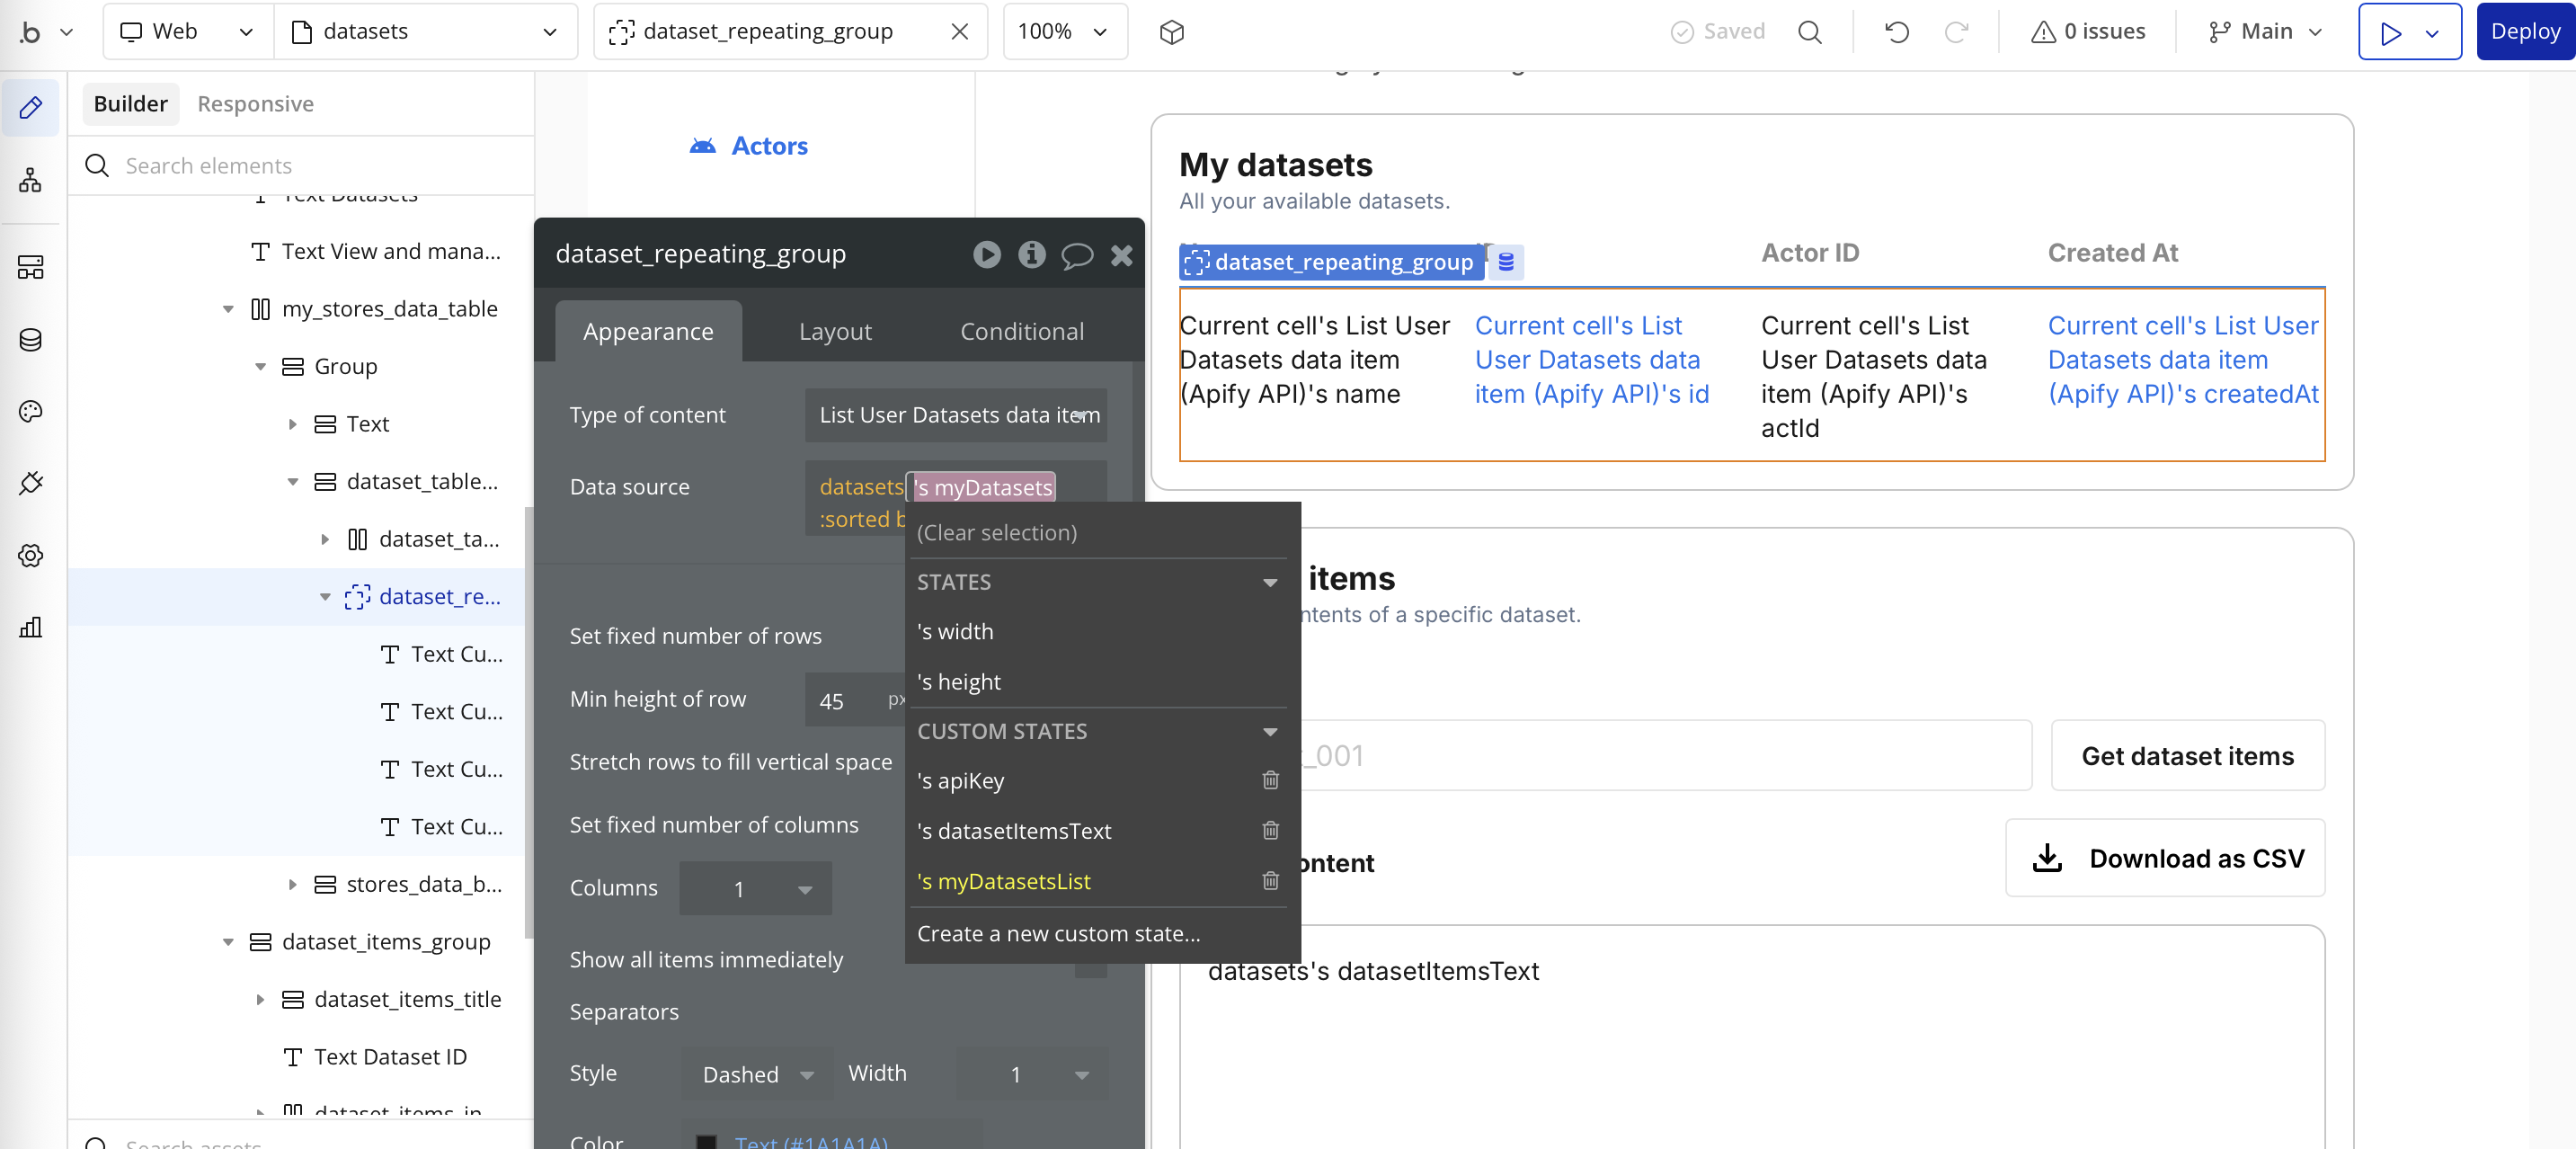 .b
Web
datasets
dataset_repeating_group
100%
Saved
0 issues
Main
Deploy
Builder
Responsive
Search elements
Text Datasets
Text View and mana...
my_stores_data_table
Group
Text
dataset_table...
dataset_ta...
dataset_re...
Text Cu...
Text Cu...
Text Cu...
Text Cu...
stores_data_b...
dataset_items_group
dataset_items_title
Text Dataset ID
dataset_items_in
Search assets
Actors
dataset_repeating_group
Appearance
Layout
Conditional
Type of content
List User Datasets data item
Data source
datasets's myDatasets
:sorted b
Set fixed number of rows
Min height of row
45
px
Stretch rows to fill vertical space
Set fixed number of columns
Columns
1
Show all items immediately
Separators
Style
Dashed
Width
1
Color
Text (#1A1A1A)
(Clear selection)
STATES
's width
's height
CUSTOM STATES
's apiKey
's datasetItemsText
's myDatasetsList
Create a new custom state...
My datasets
All your available datasets.
dataset_repeating_group
Actor ID
Created At
Current cell's List User
Datasets data item
(Apify API)'s name
Current cell's List
User Datasets data
item (Apify API)'s id
Current cell's List
User Datasets data
item (Apify API)'s
actId
Current cell's List User
Datasets data item
(Apify API)'s createdAt
items
ntents of a specific dataset.
_001
Get dataset items
ontent
Download as CSV
datasets's datasetItemsText